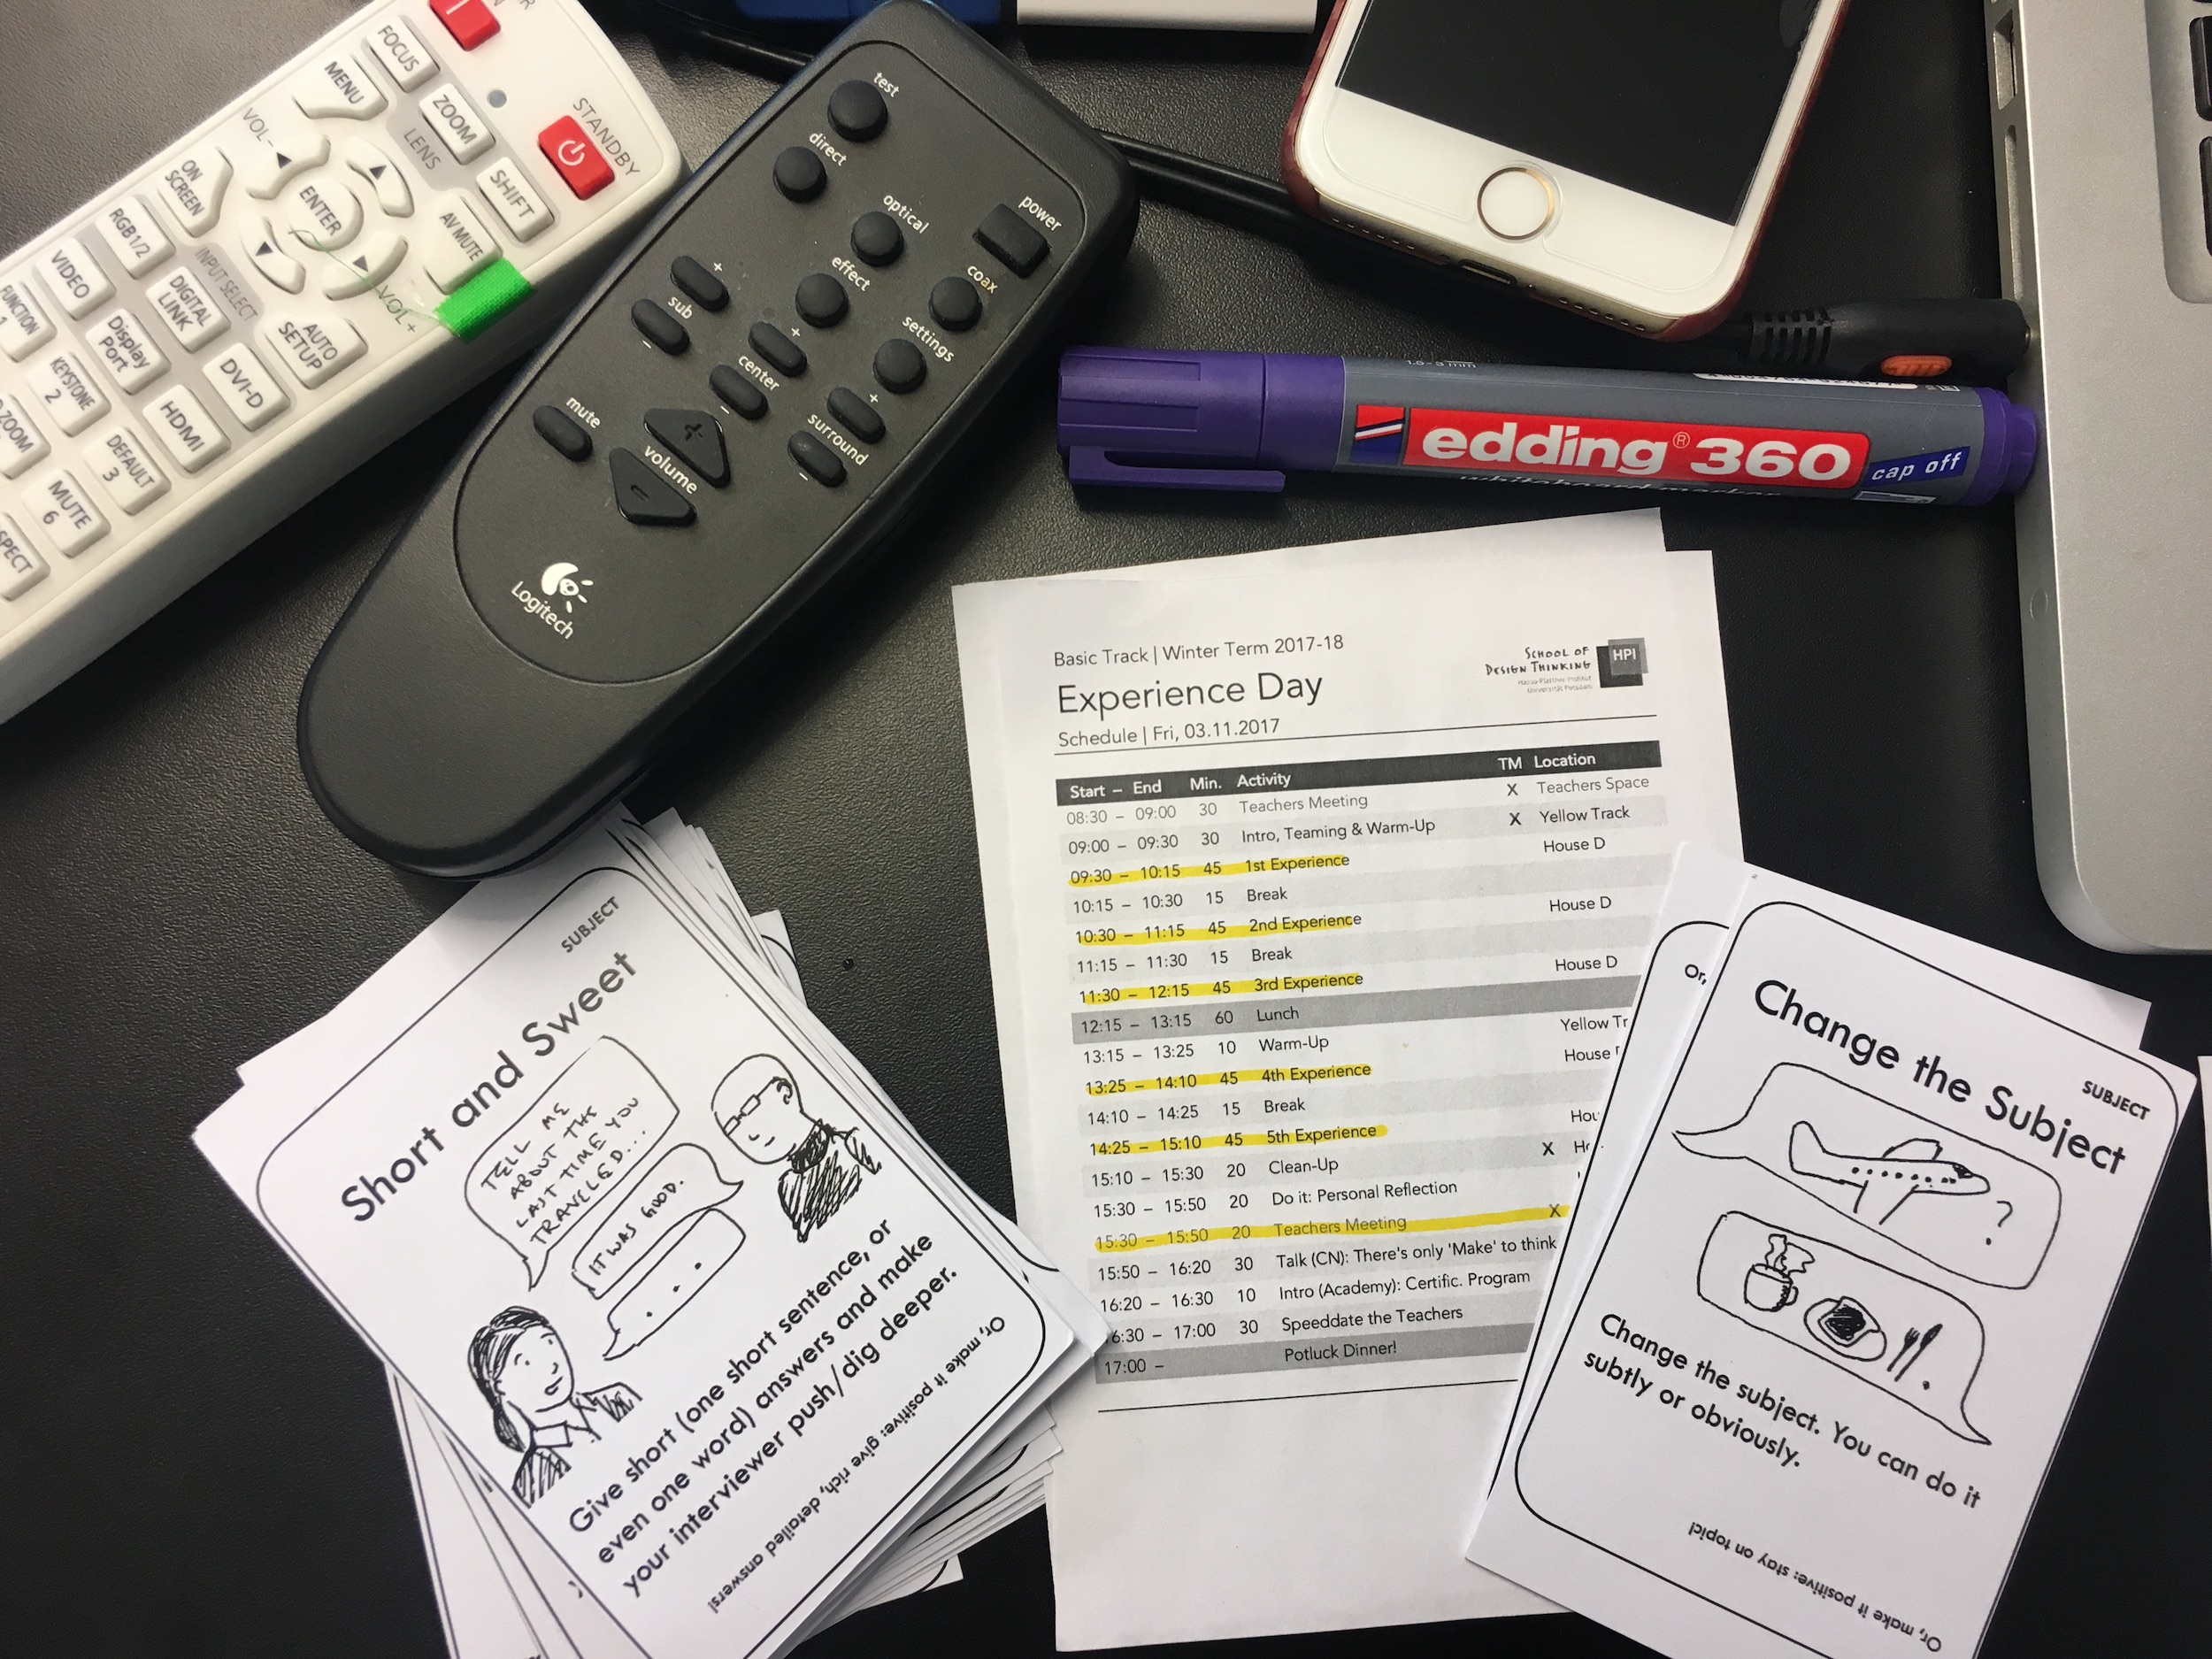 STANDBY
FOCUS
MENU
ZOOM
LENS
SHIFT
VOL-
ON
SCREEN
ENTER
AV MUTE
RGB1/2
INPUT SELECT
VOL+
VIDEO
DIGITAL
LINK
AUTO
SETUP
FUNCTION
1
Display
Port
DVI-D
KEYSTONE
2
HDMI
ZOOM
DEFAULT
3
MUTE
6
test
direct
optical
power
effect
coax
+
sub
-
+
center
-
settings
+
surround
-
mute
+
volume
-
Logitech
edding® 360
cap off
Basic Track | Winter Term 2017-18
Experience Day
Schedule | Fri, 03.11.2017
SCHOOL OF
DESIGN THINKING
HPI
Hasso-Plattner-Institut
Universität Potsdam
Start – End Min. Activity TM Location
08:30 – 09:00 30 Teachers Meeting X Teachers Space
09:00 – 09:30 30 Intro, Teaming & Warm-Up X Yellow Track
09:30 – 10:15 45 1st Experience House D
10:15 – 10:30 15 Break
10:30 – 11:15 45 2nd Experience House D
11:15 – 11:30 15 Break
11:30 – 12:15 45 3rd Experience House D
12:15 – 13:15 60 Lunch
13:15 – 13:25 10 Warm-Up Yellow Tr
13:25 – 14:10 45 4th Experience House
14:10 – 14:25 15 Break
14:25 – 15:10 45 5th Experience Hou
15:10 – 15:30 20 Clean-Up X
15:30 – 15:50 20 Do it: Personal Reflection
15:30 – 15:50 20 Teachers Meeting X
15:50 – 16:20 30 Talk (CN): There's only 'Make' to think
16:20 – 16:30 10 Intro (Academy): Certific. Program
6:30 – 17:00 30 Speeddate the Teachers
17:00 – Potluck Dinner!
SUBJECT
Short and Sweet
TELL ME
ABOUT THE
LAST TIME YOU
TRAVELED...
IT WAS GOOD.
. . .
Give short (one short sentence, or
even one word) answers and make
your interviewer push/dig deeper.
Or, make it positive: give rich, detailed answers!
Or,
SUBJECT
Change the Subject
?
Change the subject. You can do it
subtly or obviously.
Or, make it positive: stay on topic!